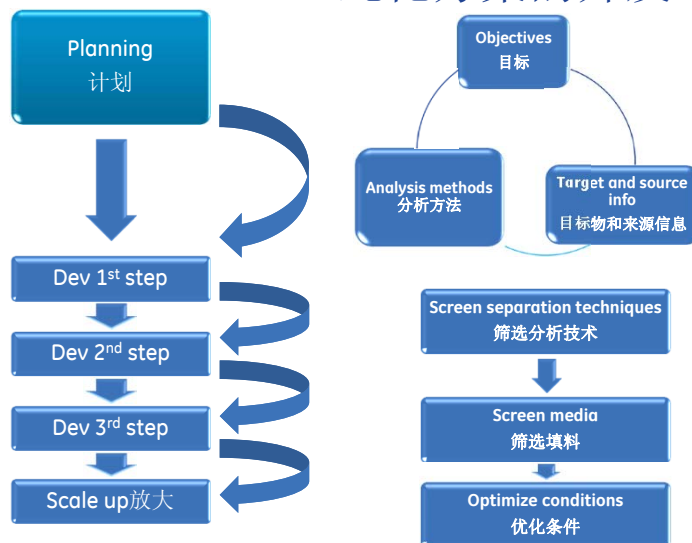 Planning
计划
Dev 1st step
Dev 2nd step
Dev 3rd step
Scale up放大
Objectives
目标
Analysis methods
分析方法
Target and source
info
目标物和来源信息
Screen separation techniques
筛选分析技术
Screen media
筛选填料
Optimize conditions
优化条件